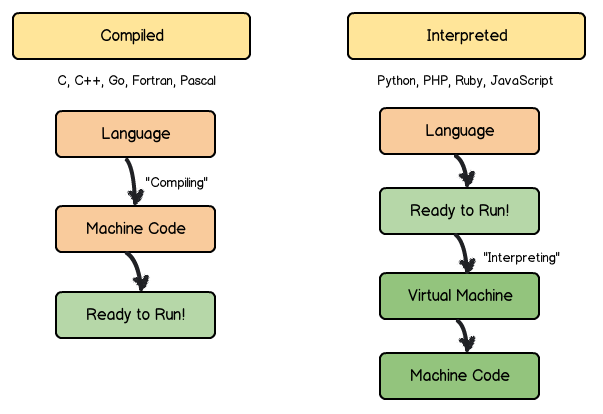 Compiled
C, C++, Go, Fortran, Pascal
Language
"Compiling"
Machine Code
Ready to Run!
Interpreted
Python, PHP, Ruby, JavaScript
Language
Ready to Run!
"Interpreting"
Virtual Machine
Machine Code